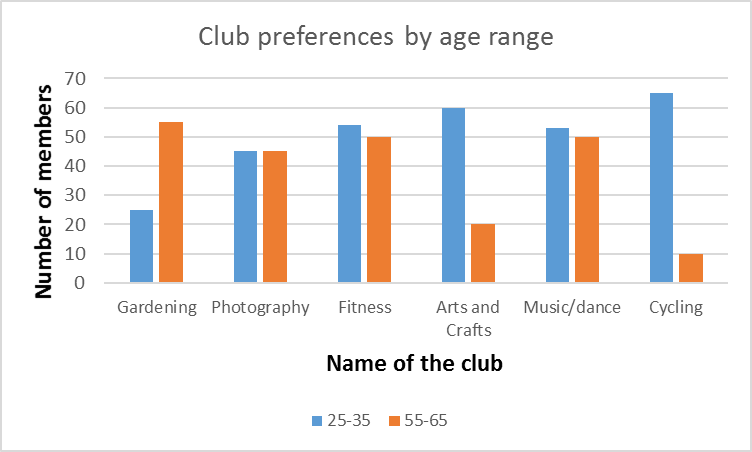 Club preferences by age range
Number of members
70
60
50
40
30
20
10
0
Gardening Photography Fitness Arts and Crafts Music/dance Cycling
Name of the club
25-35 55-65